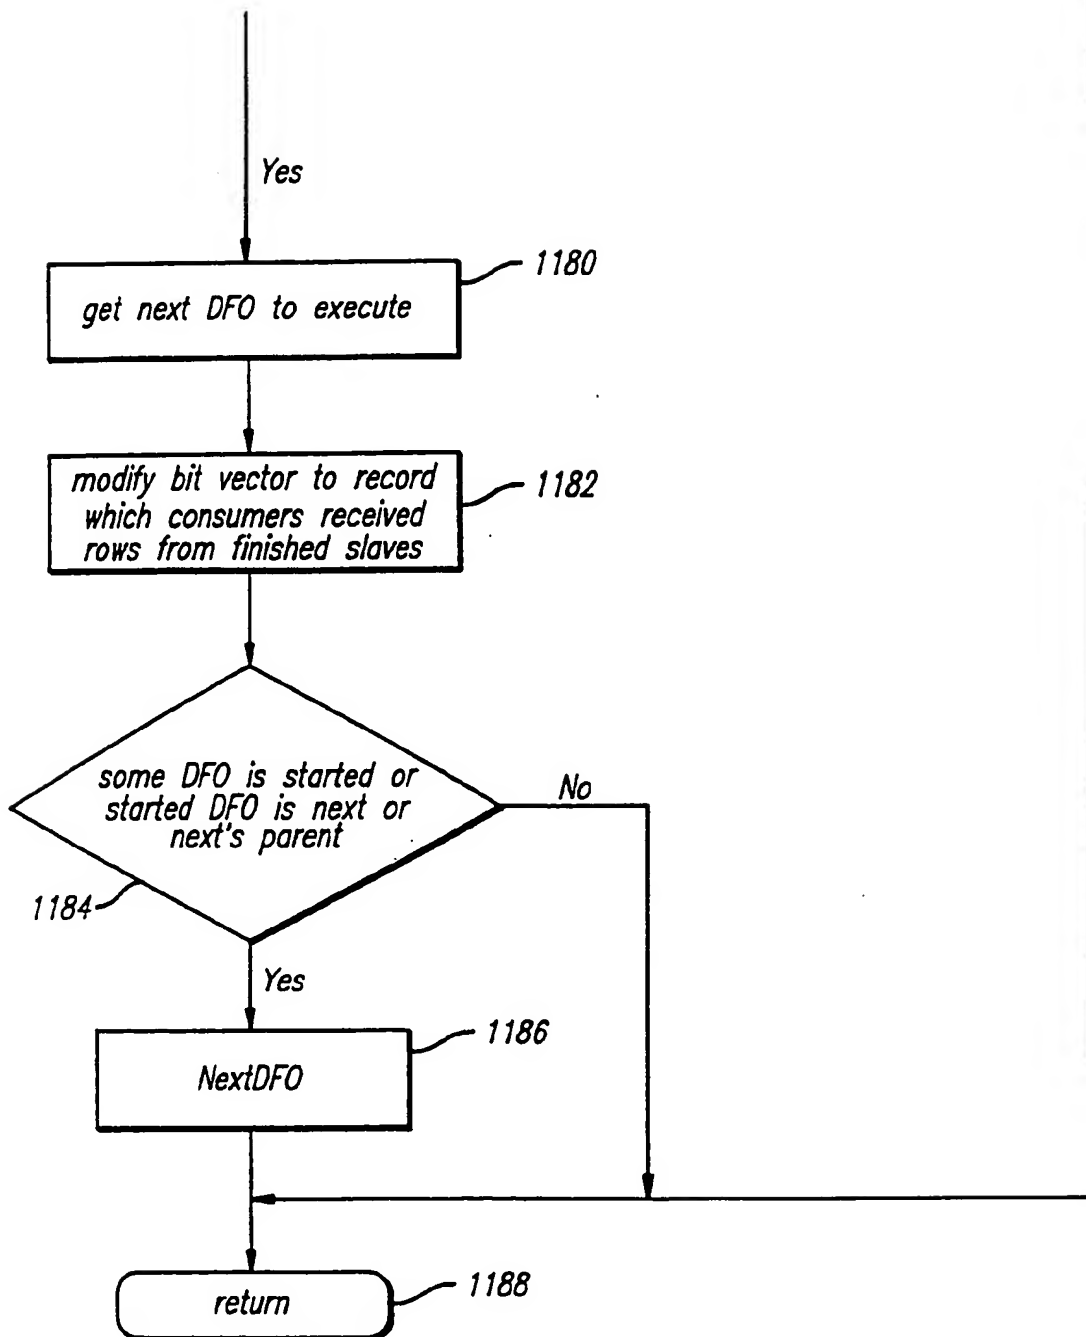 Yes
1180
get next DFO to execute
modify bit vector to record
which consumers received
rows from finished slaves
1182
some DFO is started or
started DFO is next or
next's parent
No
1184
Yes
1186
NextDFO
return
1188